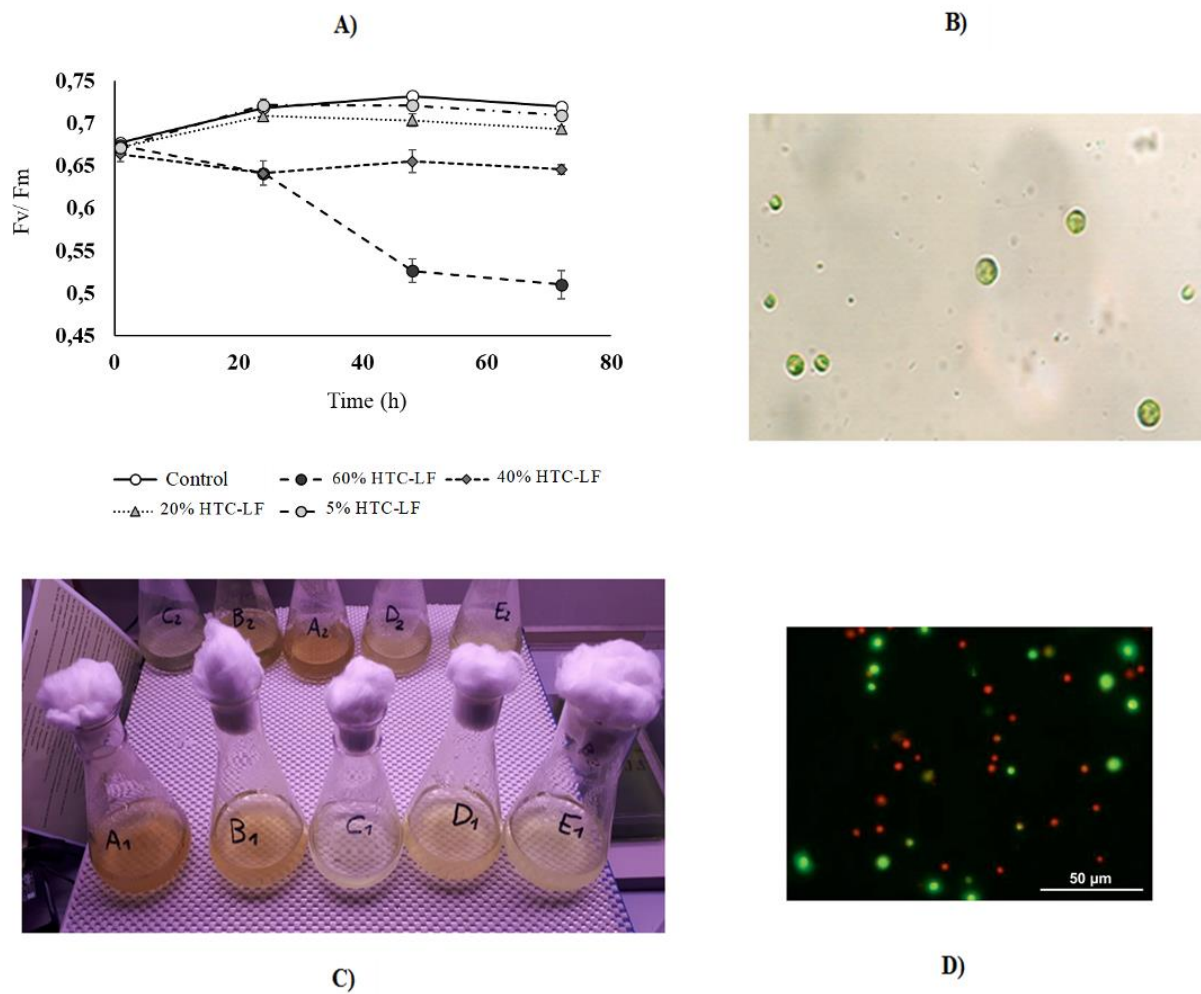 A)
B)
0,75
0,7
0,65
0,6
0,55
0,5
0,45
Fv/ Fm
0
20
40
60
80
Time (h)
Control
60% HTC-LF
40% HTC-LF
20% HTC-LF
5% HTC-LF
C2
B2
A2
D2
E2
A1
B1
C1
D1
E1
50 µm
C)
D)